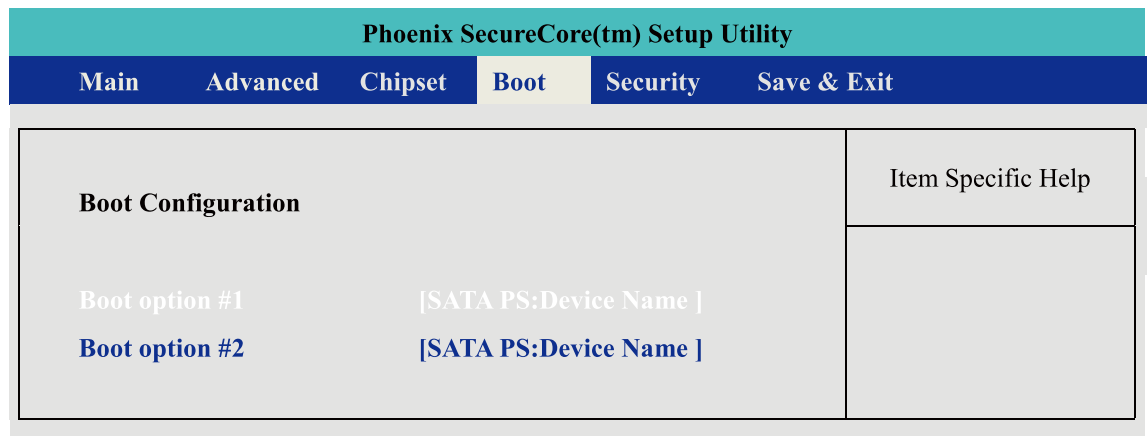 Phoenix SecureCore(tm) Setup Utility
Main Advanced Chipset Boot Security Save & Exit
Item Specific Help
Boot Configuration
Boot option #1 [SATA PS:Device Name ]
Boot option #2 [SATA PS:Device Name ]